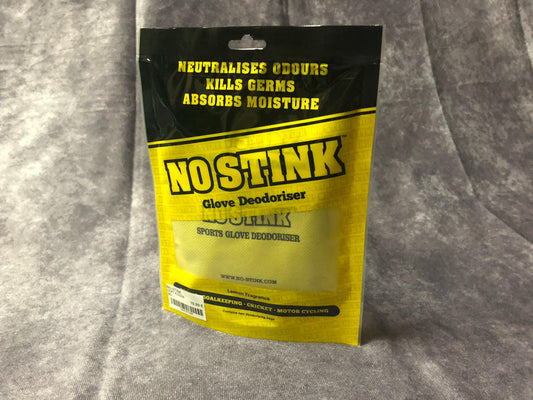 NEUTRALISES ODOURS
KILLS GERMS
ABSORBS MOISTURE
NO STINK™
Glove Deodoriser
NO STINK
SPORTS GLOVE DEODORISER
WWW.NO-STINK.COM
Lemon Fragrance
GOALKEEPING · CRICKET · MOTOR CYCLING